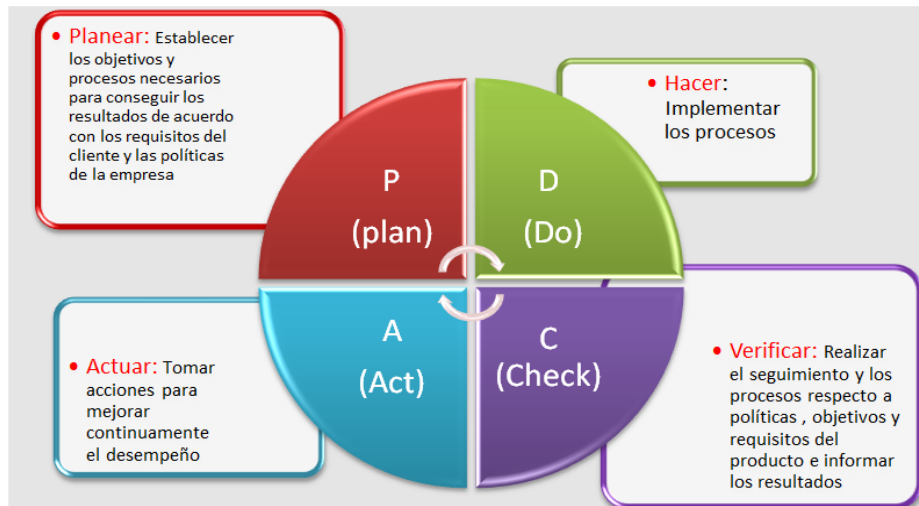 • Planear: Establecer
los objetivos y
procesos necesarios
para conseguir los
resultados de acuerdo
con los requisitos del
cliente y las políticas
de la empresa
• Hacer:
Implementar
los procesos
P
(plan)
D
(Do)
A
(Act)
C
(Check)
• Actuar: Tomar
acciones para
mejorar
continuamente
el desempeño
• Verificar: Realizar
el seguimiento y los
procesos respecto a
políticas , objetivos y
requisitos del
producto e informar
los resultados